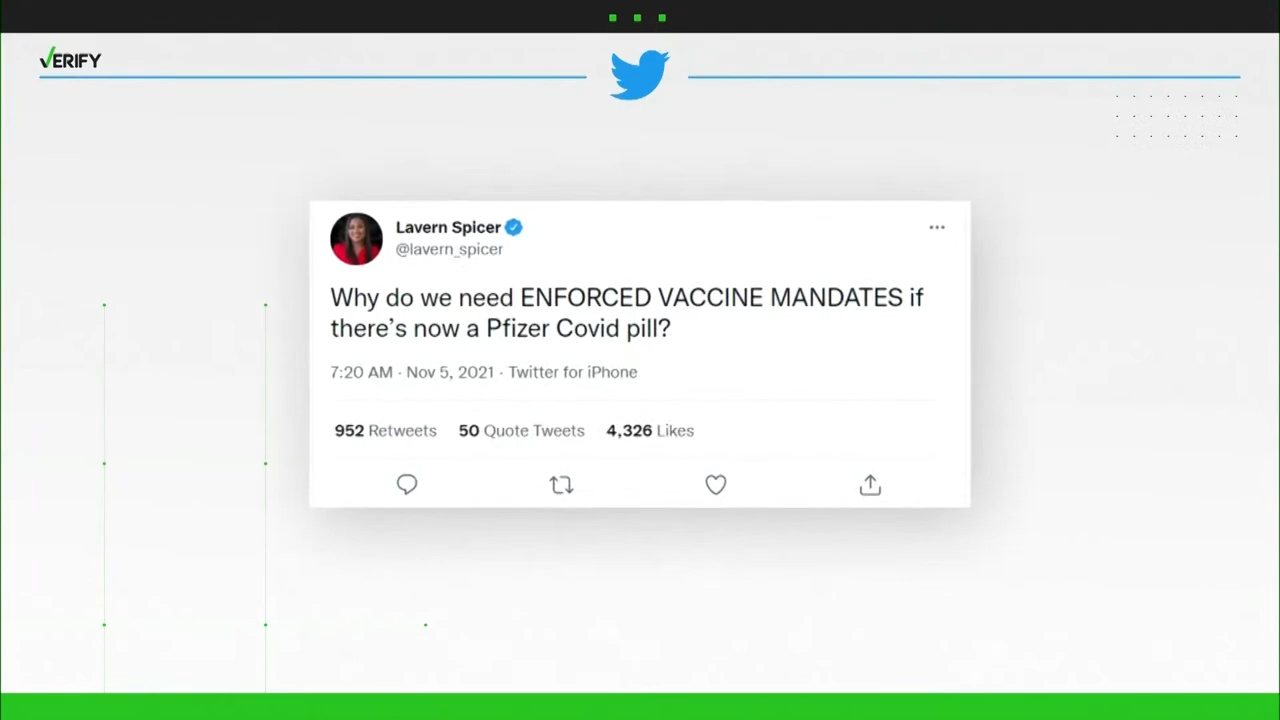 VERIFY
Lavern Spicer
@lavern_spicer
Why do we need ENFORCED VACCINE MANDATES if
there's now a Pfizer Covid pill?
7:20 AM · Nov 5, 2021 · Twitter for iPhone
952 Retweets 50 Quote Tweets 4,326 Likes